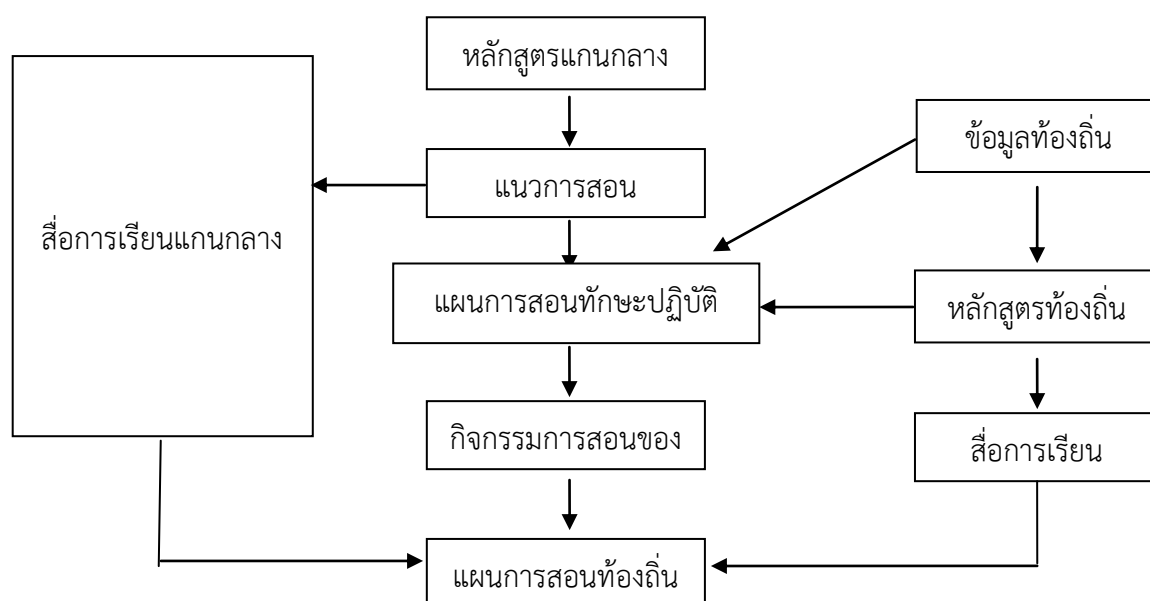 หลักสูตรแกนกลาง
ข้อมูลท้องถิ่น
แนวการสอน
สื่อการเรียนแกนกลาง
แผนการสอนทักษะปฏิบัติ
หลักสูตรท้องถิ่น
กิจกรรมการสอนของ
สื่อการเรียน
แผนการสอนท้องถิ่น